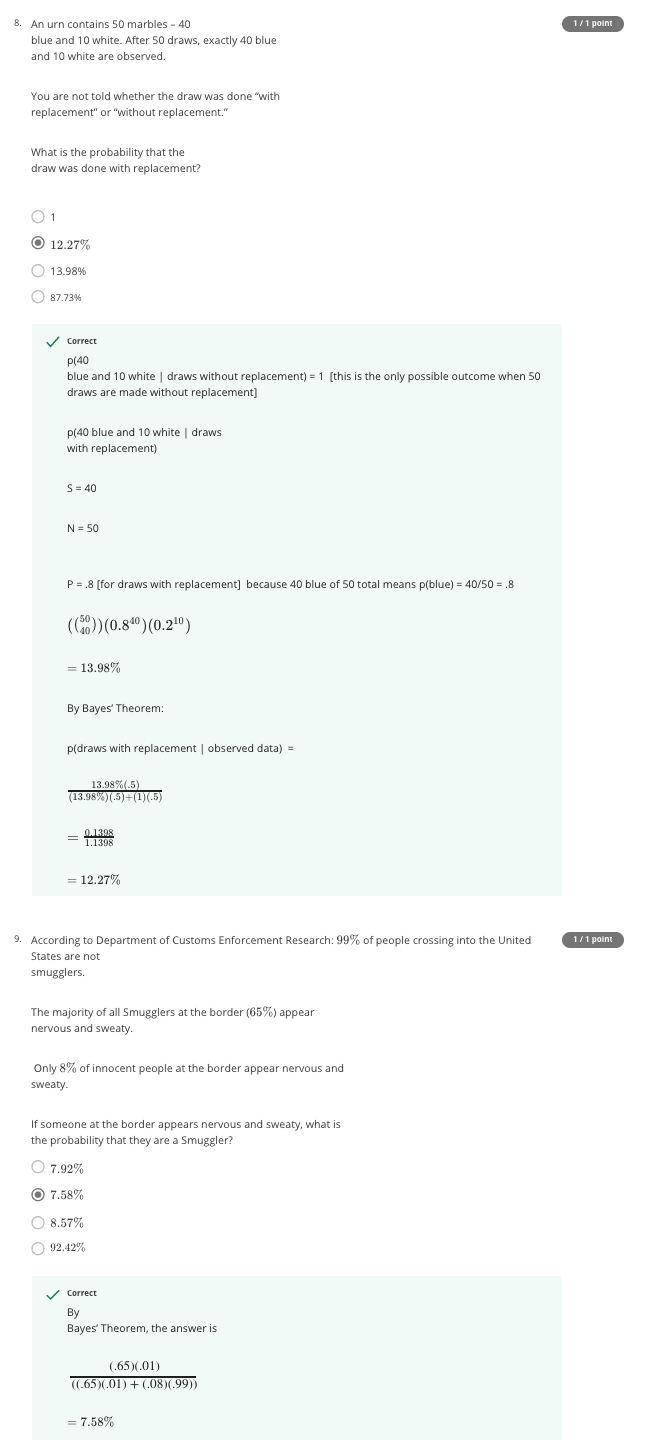 8. An urn contains 50 marbles – 40
1 / 1 point
blue and 10 white. After 50 draws, exactly 40 blue
and 10 white are observed.
You are not told whether the draw was done “with
replacement” or “without replacement.”
What is the probability that the
draw was done with replacement?
1
12.27%
13.98%
87.73%
Correct
p(40
blue and 10 white | draws without replacement) = 1 [this is the only possible outcome when 50
draws are made without replacement]
p(40 blue and 10 white | draws
with replacement)
S = 40
N = 50
P = .8 [for draws with replacement] because 40 blue of 50 total means p(blue) = 40/50 = .8
((50 40))(0.8^40)(0.2^10)
= 13.98%
By Bayes’ Theorem:
p(draws with replacement | observed data) =
13.98%(.5)
(13.98%)(.5)+(1)(.5)
= 0.1398
1.1398
= 12.27%
9. According to Department of Customs Enforcement Research: 99% of people crossing into the United
1 / 1 point
States are not
smugglers.
The majority of all Smugglers at the border (65%) appear
nervous and sweaty.
Only 8% of innocent people at the border appear nervous and
sweaty.
If someone at the border appears nervous and sweaty, what is
the probability that they are a Smuggler?
7.92%
7.58%
8.57%
92.42%
Correct
By
Bayes’ Theorem, the answer is
(.65)(.01)
((.65)(.01) + (.08)(.99))
= 7.58%